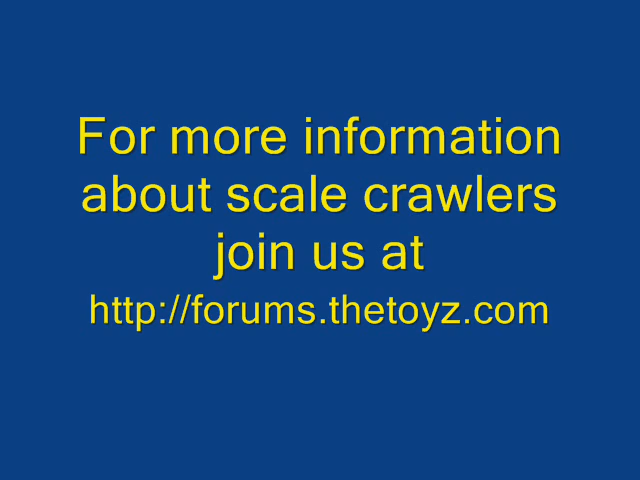 For more information
about scale crawlers
join us at
http://forums.thetoyz.com